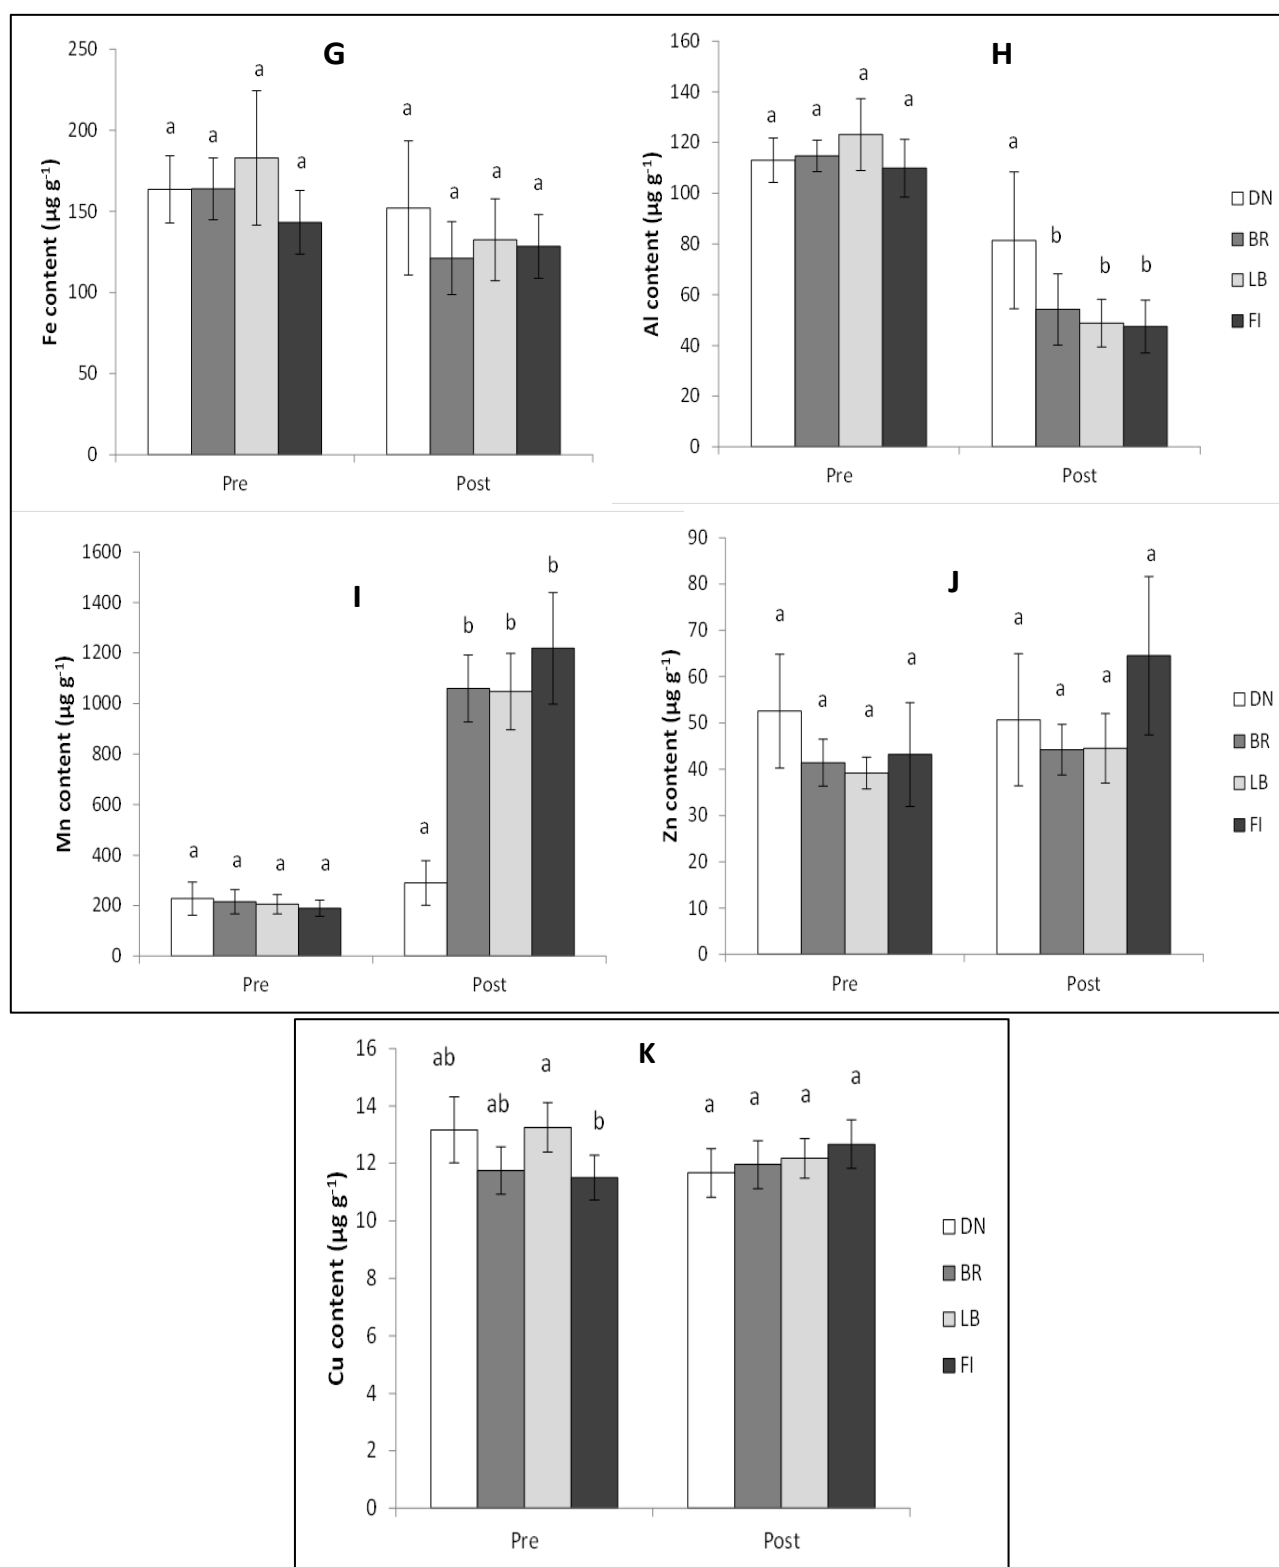 G
Fe content (µg g⁻¹)
250
200
150
100
50
0
a
a
a
a
a
a
a
a
Pre
Post
H
Al content (µg g⁻¹)
160
140
120
100
80
60
40
20
0
a
a
a
a
a
b
b
b
Pre
Post
DN
BR
LB
FI
I
Mn content (µg g⁻¹)
1600
1400
1200
1000
800
600
400
200
0
a
a
a
a
a
b
b
b
Pre
Post
J
Zn content (µg g⁻¹)
90
80
70
60
50
40
30
20
10
0
a
a
a
a
a
a
a
a
Pre
Post
DN
BR
LB
FI
K
Cu content (µg g⁻¹)
16
14
12
10
8
6
4
2
0
ab
ab
a
b
a
a
a
a
Pre
Post
DN
BR
LB
FI